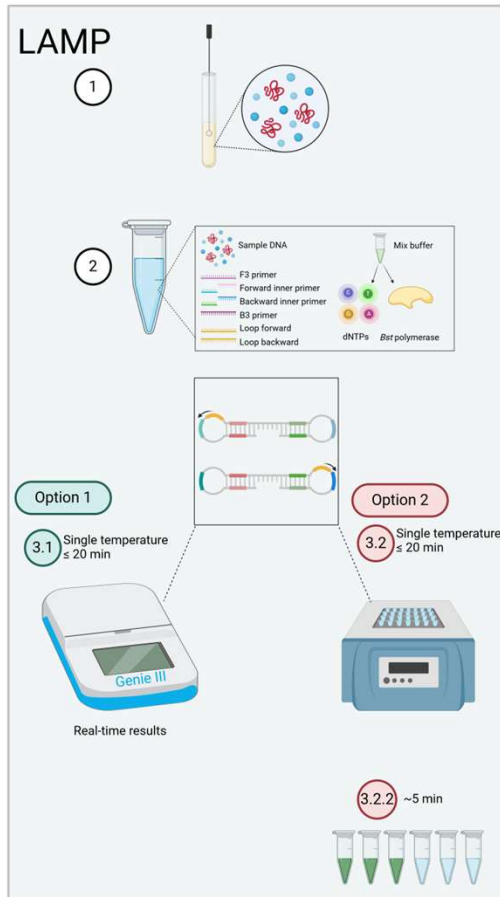 LAMP
1
2
Sample DNA
Mix buffer
F3 primer
Forward inner primer
Backward inner primer
B3 primer
Loop forward
Loop backward
C
T
G
A
dNTPs
Bst polymerase
Option 1
Option 2
3.1
Single temperature
≤ 20 min
3.2
Single temperature
≤ 20 min
Genie III
Real-time results
3.2.2
~5 min